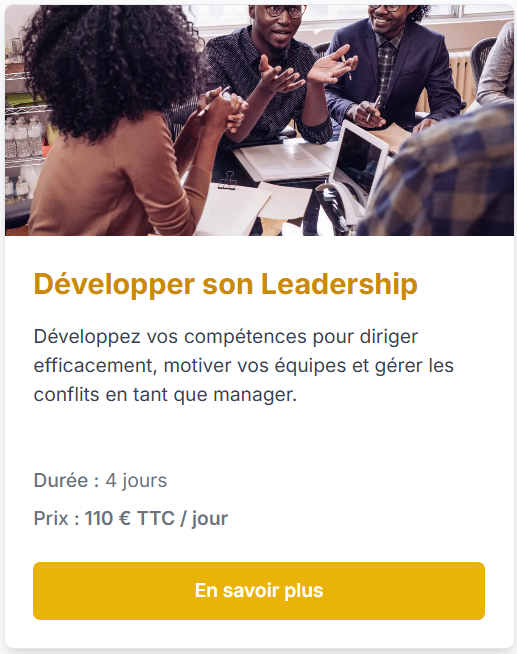 Développer son Leadership
Développez vos compétences pour diriger
efficacement, motiver vos équipes et gérer les
conflits en tant que manager.
Durée : 4 jours
Prix : 110 € TTC / jour
En savoir plus